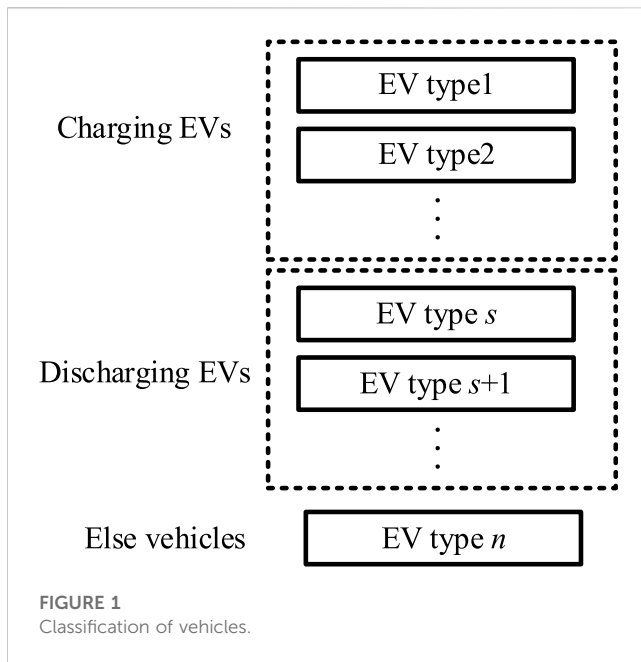 Charging EVs
EV type1
EV type2
Discharging EVs
EV type s
EV type s+1
Else vehicles
EV type n
FIGURE 1
Classification of vehicles.